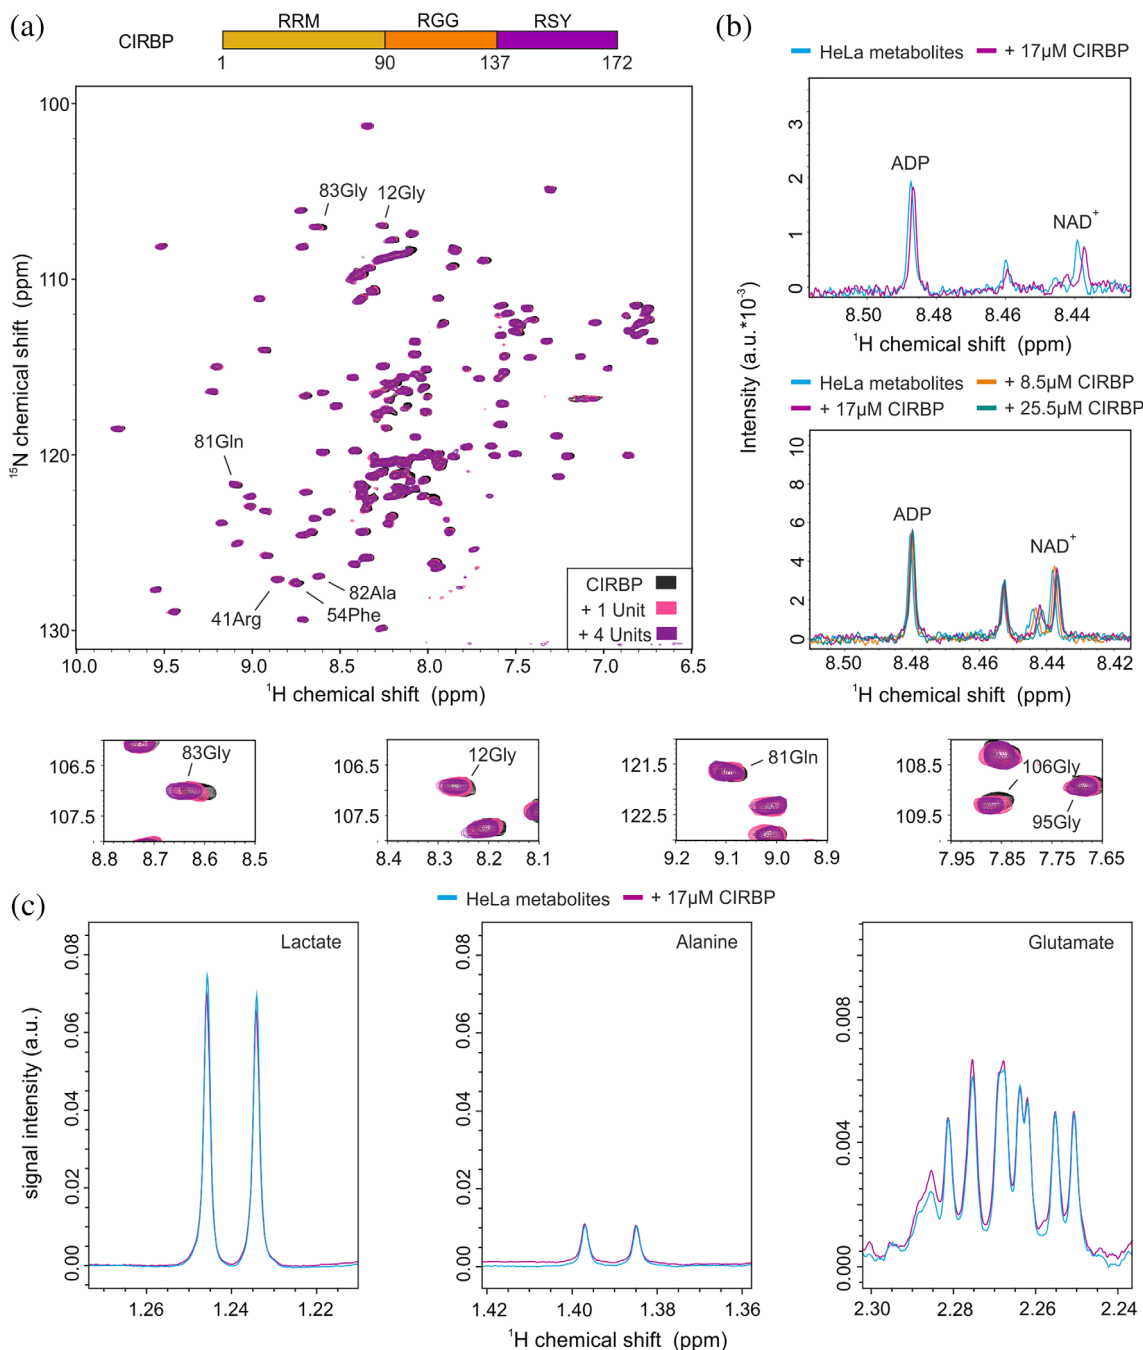 (a)
CIRBP
RRM RGG RSY
1 90 137 172
100
110
120
130
¹⁵N chemical shift (ppm)
83Gly 12Gly
81Gln
41Arg 54Phe 82Ala
CIRBP
+ 1 Unit
+ 4 Units
10.0 9.5 9.0 8.5 8.0 7.5 7.0 6.5
¹H chemical shift (ppm)
(b)
HeLa metabolites + 17µM CIRBP
ADP
NAD⁺
0 1 2 3
8.50 8.48 8.46 8.44
¹H chemical shift (ppm)
Intensity (a.u.*10⁻³)
HeLa metabolites + 8.5µM CIRBP
+ 17µM CIRBP + 25.5µM CIRBP
ADP
NAD⁺
0 2 4 6 8 10
8.50 8.48 8.46 8.44 8.415
¹H chemical shift (ppm)
83Gly
106.5
107.5
8.8 8.7 8.6 8.5
12Gly
106.5
107.5
8.4 8.3 8.2 8.1
81Gln
121.5
122.5
9.2 9.1 9.0 8.9
106Gly
95Gly
108.5
109.5
7.95 7.85 7.75 7.65
(c)
HeLa metabolites + 17µM CIRBP
Lactate
0.00 0.02 0.04 0.06 0.08
signal intensity (a.u.)
1.26 1.24 1.22
Alanine
0.00 0.02 0.04 0.06 0.08
1.42 1.40 1.38 1.36
Glutamate
0.000 0.004 0.008
2.30 2.28 2.26 2.24
¹H chemical shift (ppm)